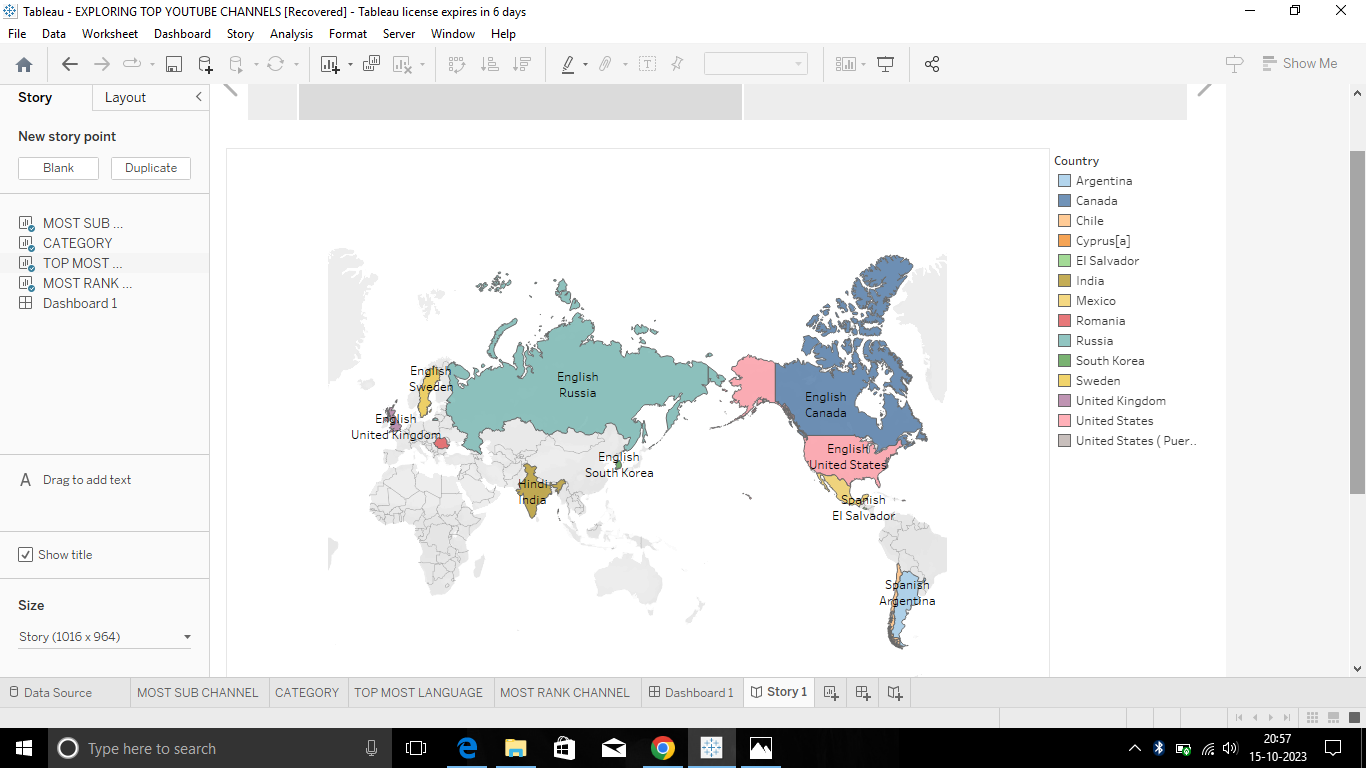 Tableau - EXPLORING TOP YOUTUBE CHANNELS [Recovered] - Tableau license expires in 6 days
File Data Worksheet Dashboard Story Analysis Format Server Window Help
Show Me
Story Layout
New story point
Blank Duplicate
MOST SUB ...
CATEGORY
TOP MOST ...
MOST RANK ...
Dashboard 1
A Drag to add text
Show title
Size
Story (1016 x 964)
English
Sweden
English
United Kingdom
English
Russia
English
South Korea
Hindi
India
English
Canada
English
United States
Spanish
El Salvador
Spanish
Argentina
Country
Argentina
Canada
Chile
Cyprus[a]
El Salvador
India
Mexico
Romania
Russia
South Korea
Sweden
United Kingdom
United States
United States ( Puer..
Data Source MOST SUB CHANNEL CATEGORY TOP MOST LANGUAGE MOST RANK CHANNEL Dashboard 1 Story 1
Type here to search
20:57
15-10-2023